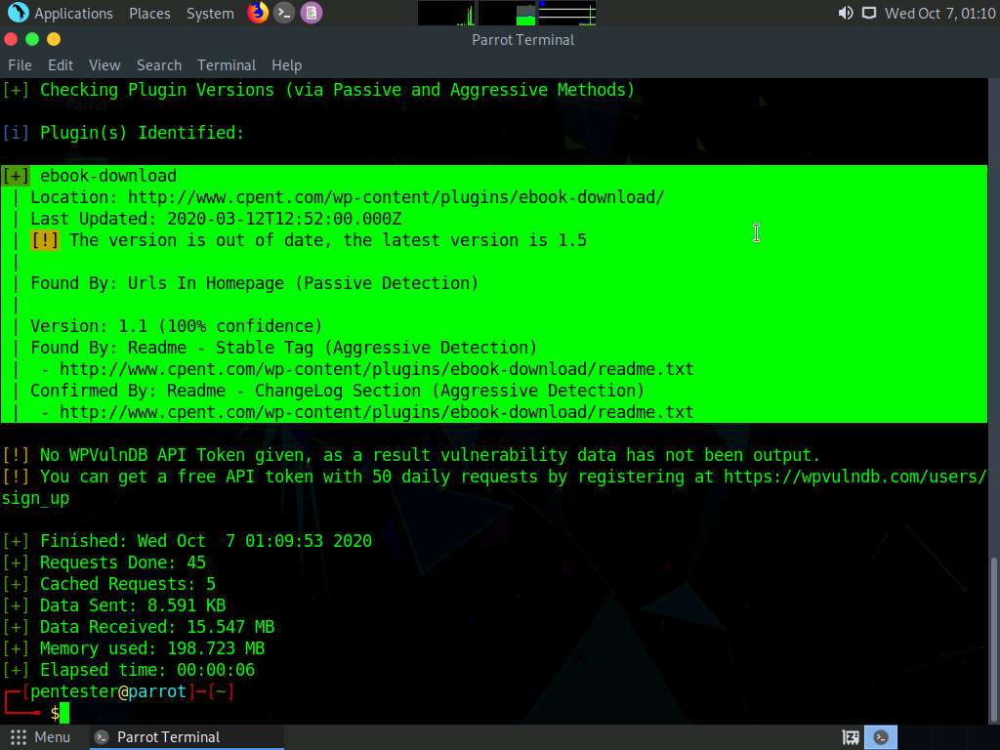 Applications Places System Wed Oct 7, 01:10
Parrot Terminal
File Edit View Search Terminal Help
[+] Checking Plugin Versions (via Passive and Aggressive Methods)
Parrot
[i] Plugin(s) Identified:
[+] ebook-download
| Location: http://www.cpent.com/wp-content/plugins/ebook-download/
| Last Updated: 2020-03-12T12:52:00.000Z
| [!] The version is out of date, the latest version is 1.5
|
| Found By: Urls In Homepage (Passive Detection)
|
| Version: 1.1 (100% confidence)
| Found By: Readme - Stable Tag (Aggressive Detection)
|  - http://www.cpent.com/wp-content/plugins/ebook-download/readme.txt
| Confirmed By: Readme - ChangeLog Section (Aggressive Detection)
|  - http://www.cpent.com/wp-content/plugins/ebook-download/readme.txt
[!] No WPVulnDB API Token given, as a result vulnerability data has not been output.
[!] You can get a free API token with 50 daily requests by registering at https://wpvulndb.com/users/
sign_up
[+] Finished: Wed Oct  7 01:09:53 2020
[+] Requests Done: 45
[+] Cached Requests: 5
[+] Data Sent: 8.591 KB
[+] Data Received: 15.547 MB
[+] Memory used: 198.723 MB
[+] Elapsed time: 00:00:06
┌─[pentester@parrot]─[~]
└──╼ $
Menu Parrot Terminal